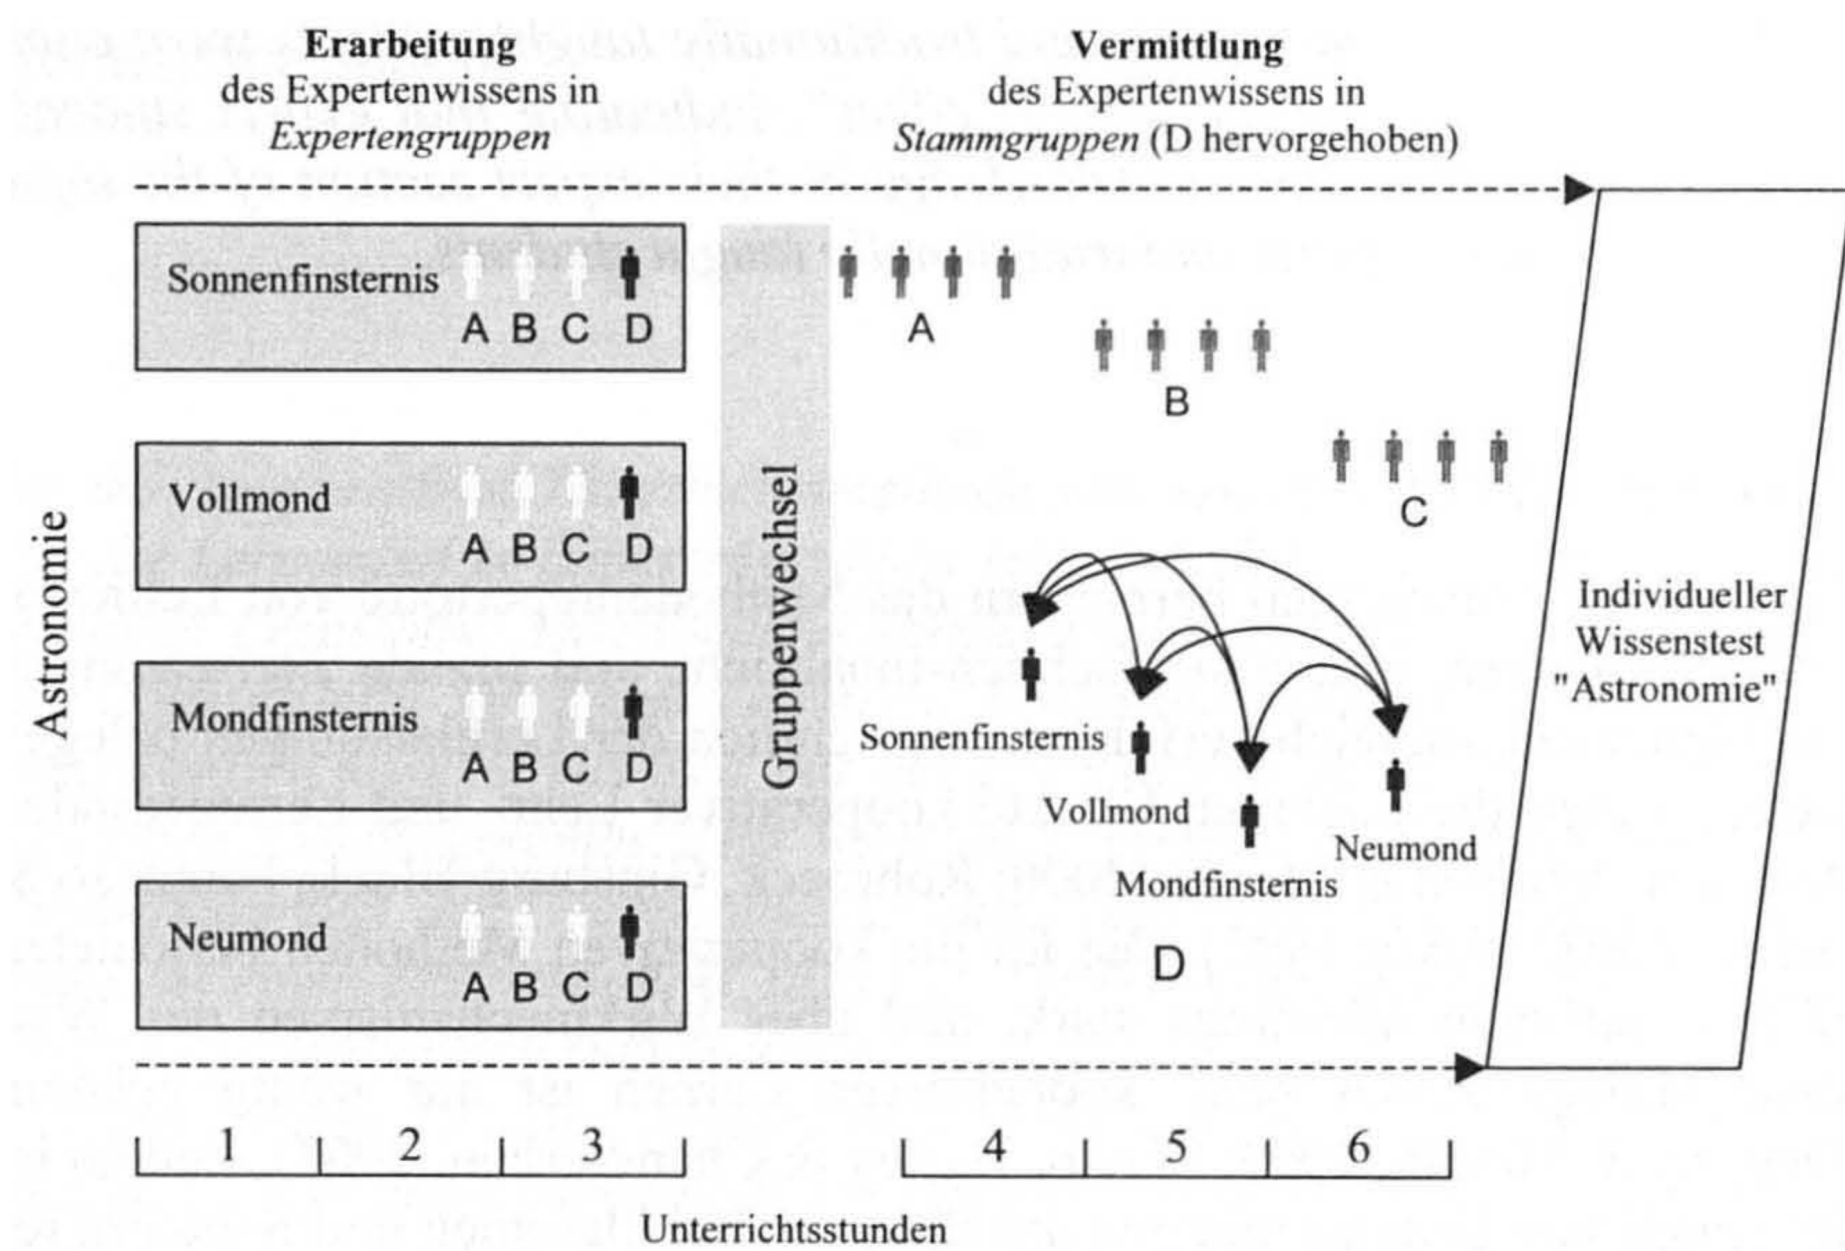 Erarbeitung
des Expertenwissens in
Expertengruppen
Vermittlung
des Expertenwissens in
Stammgruppen (D hervorgehoben)
Astronomie
Sonnenfinsternis
A B C D
Vollmond
A B C D
Mondfinsternis
A B C D
Neumond
A B C D
Gruppenwechsel
A
B
C
Sonnenfinsternis
Vollmond
Mondfinsternis
Neumond
D
Individueller
Wissenstest
"Astronomie"
1 2 3 4 5 6
Unterrichtsstunden